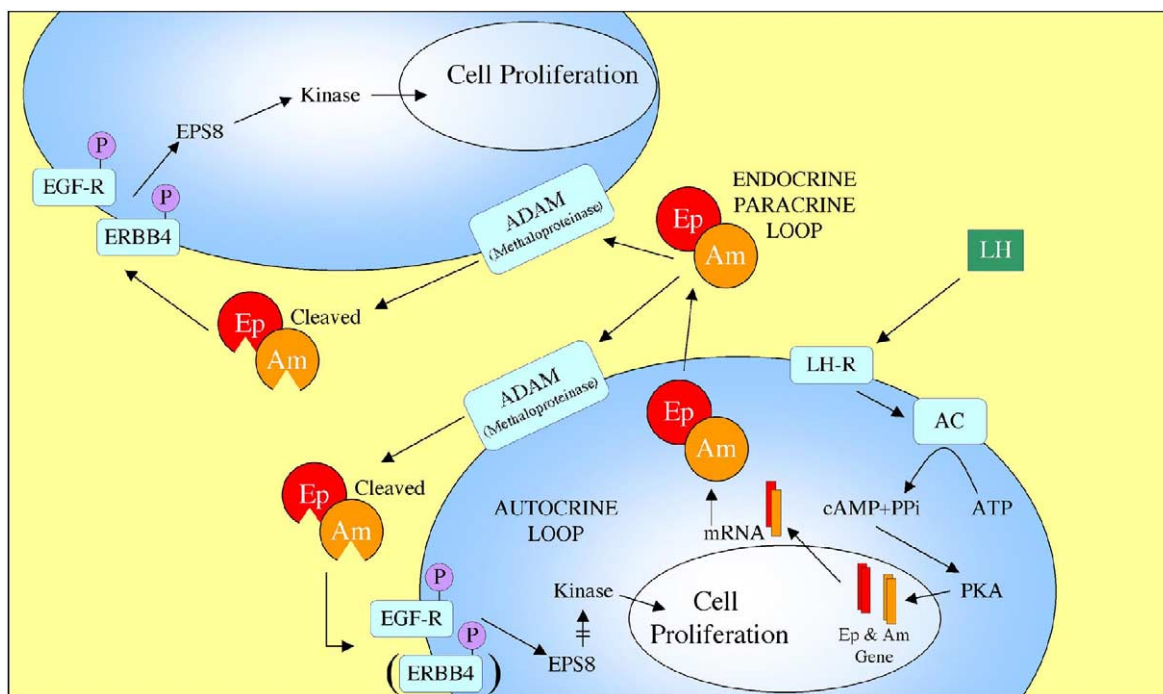 Cell Proliferation
Kinase
EPS8
P
EGF-R
P
ERBB4
ADAM
(Methaloproteinase)
Ep
Am
ENDOCRINE
PARACRINE
LOOP
LH
Ep
Am
Cleaved
ADAM
(Methaloproteinase)
LH-R
AC
Ep
Am
Ep
Am
Cleaved
AUTOCRINE
LOOP
mRNA
cAMP+PPi
ATP
PKA
Ep & Am
Gene
Cell
Proliferation
Kinase
EPS8
P
EGF-R
P
( ERBB4 )